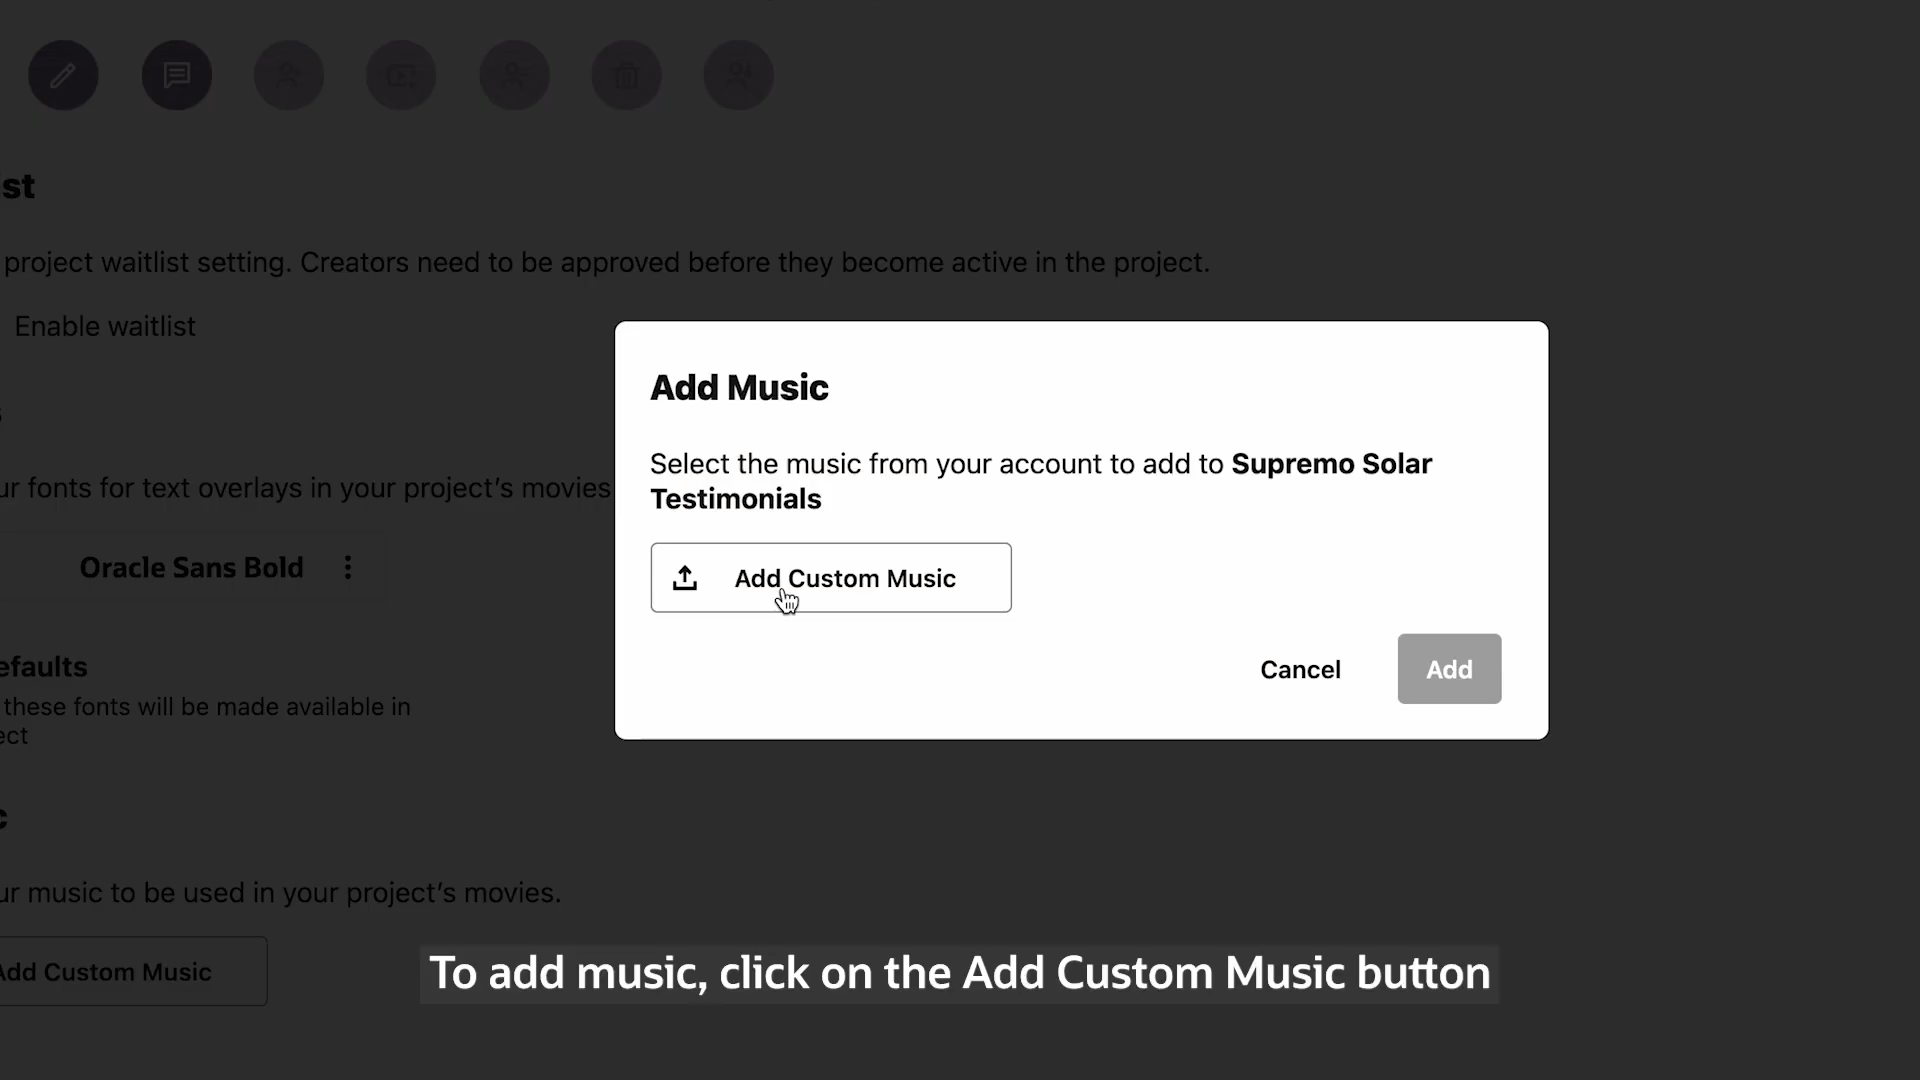 st
project waitlist setting. Creators need to be approved before they become active in the project.
Enable waitlist
Add Music
Select the music from your account to add to Supremo Solar
Testimonials
fonts for text overlays in your project's movies
Oracle Sans Bold
Add Custom Music
Cancel
Add
efaults
these fonts will be made available in
ect
music to be used in your project's movies.
Add Custom Music
To add music, click on the Add Custom Music button